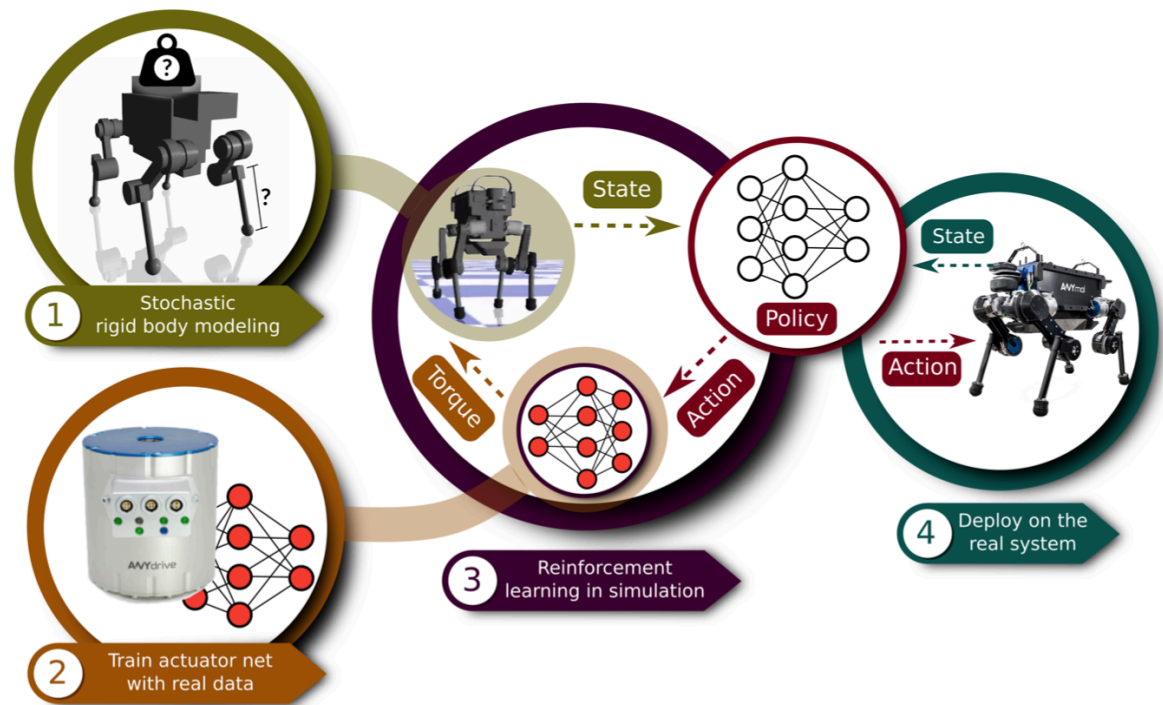 ?
?
1
Stochastic
rigid body modeling
ANYdrive
2
Train actuator net
with real data
State
Policy
Action
Torque
3
Reinforcement
learning in simulation
State
ANYmal
Action
4
Deploy on the
real system